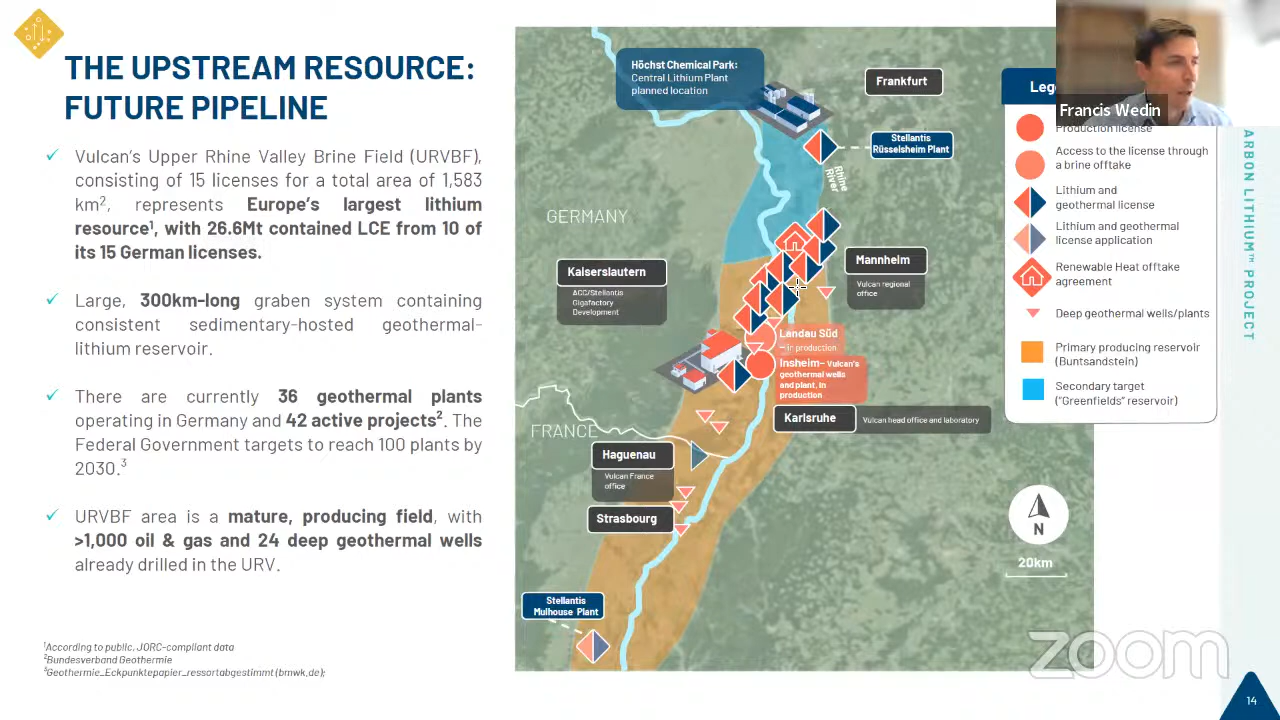 THE UPSTREAM RESOURCE:
FUTURE PIPELINE
Vulcan's Upper Rhine Valley Brine Field (URVBF),
consisting of 15 licenses for a total area of 1,583
km², represents Europe's largest lithium
resource¹, with 26.6Mt contained LCE from 10 of
its 15 German licenses.
Large, 300km-long graben system containing
consistent sedimentary-hosted geothermal-
lithium reservoir.
There are currently 36 geothermal plants
operating in Germany and 42 active projects². The
Federal Government targets to reach 100 plants by
2030.³
URVBF area is a mature, producing field, with
>1,000 oil & gas and 24 deep geothermal wells
already drilled in the URV.
¹According to public, JORC-compliant data
²Bundesverband Geothermie
³Geothermie_Eckpunktepapier_ressortabgestimmt (bmwk.de);
Höchst Chemical Park:
Central Lithium Plant
planned location
Frankfurt
Stellantis
Rüsselsheim Plant
Rhine
River
GERMANY
Kaiserslautern
ACC/Stellantis
Gigafactory
Development
Mannheim
Vulcan regional
office
Landau Süd
– in production
Insheim– Vulcan's
geothermal wells
and plant, in
production
Karlsruhe
Vulcan head office and laboratory
FRANCE
Haguenau
Vulcan France
office
Strasbourg
Stellantis
Mulhouse Plant
N
20km
Leg
Francis Wedin
Production license
Access to the license through
a brine offtake
Lithium and
geothermal license
Lithium and geothermal
license application
Renewable Heat offtake
agreement
Deep geothermal wells/plants
Primary producing reservoir
(Buntsandstein)
Secondary target
("Greenfields" reservoir)
ARBON LITHIUM™ PROJECT
zoom
14